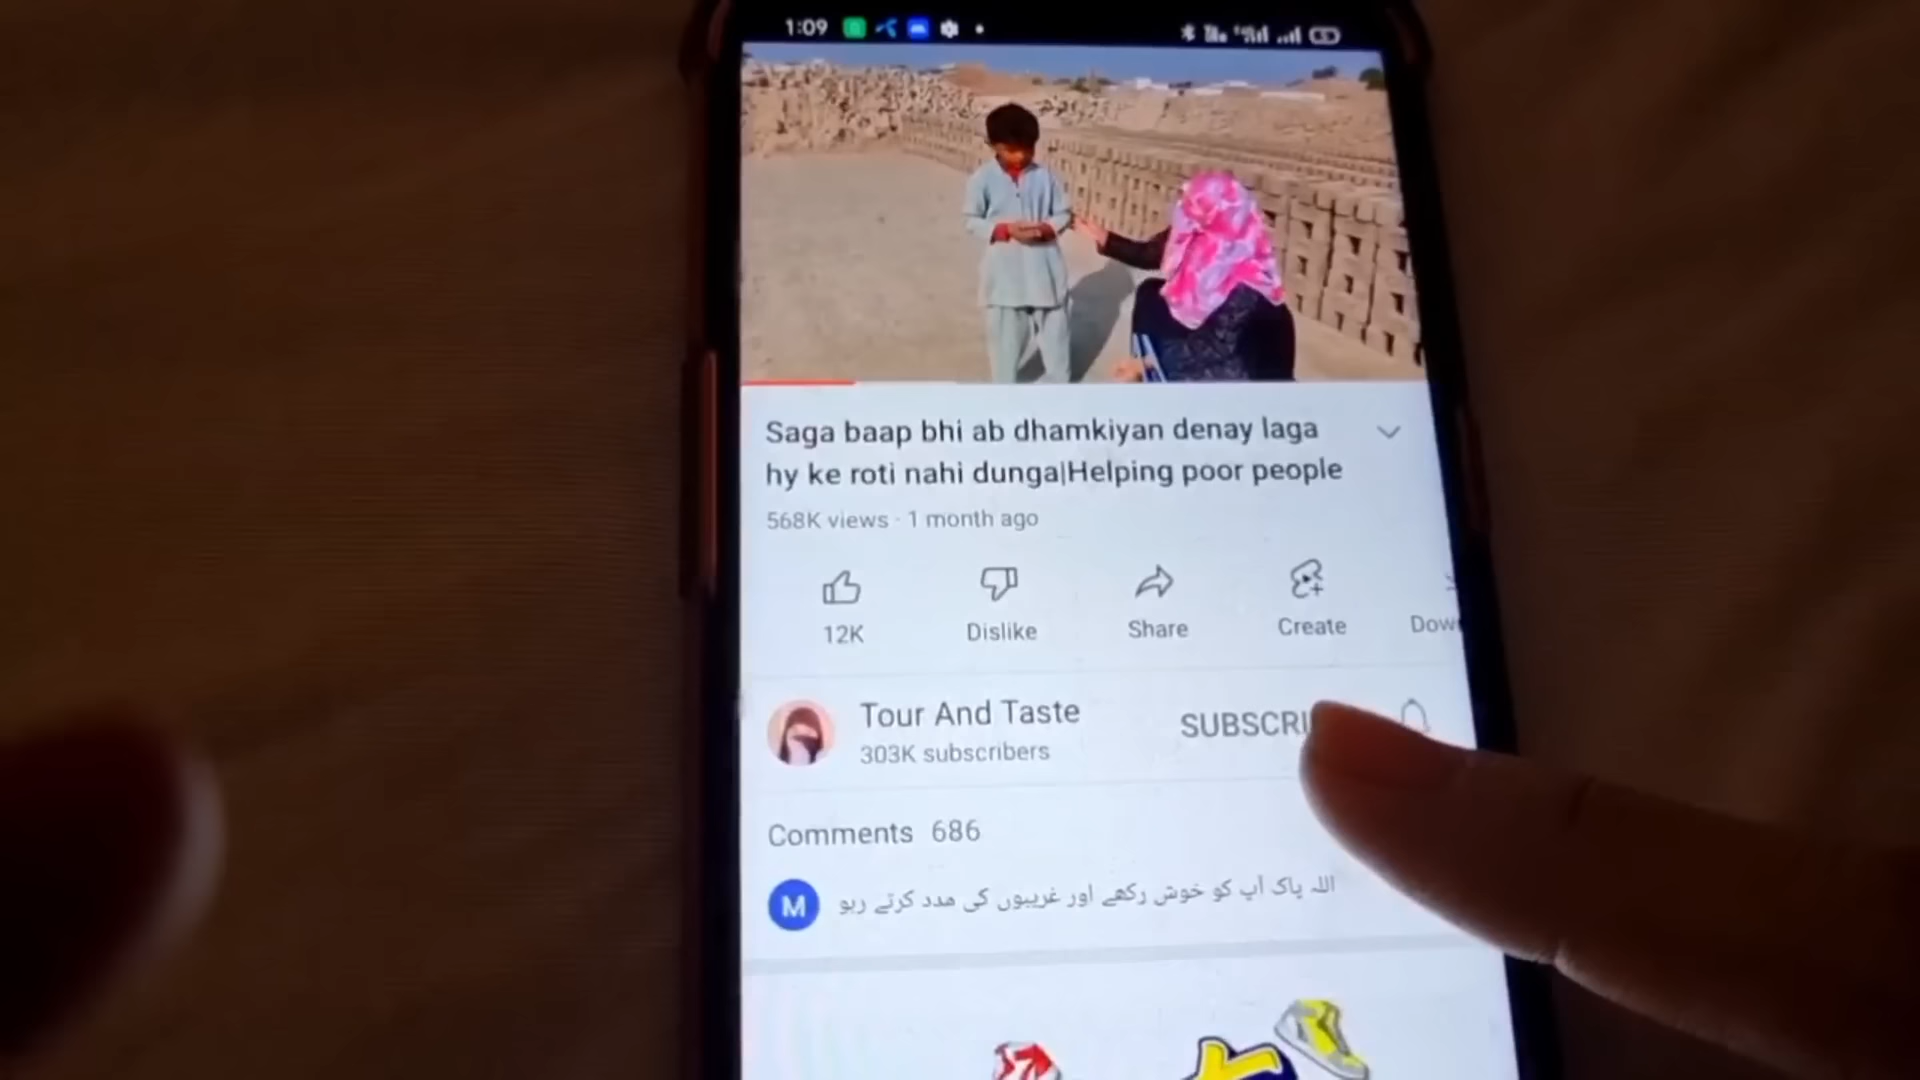 1:09
Saga baap bhi ab dhamkiyan denay laga
hy ke roti nahi dunga|Helping poor people
568K views · 1 month ago
12K
Dislike
Share
Create
Dow
Tour And Taste
303K subscribers
SUBSCRI
Comments 686
M
اللہ پاک آپ کو خوش رکھے اور غریبوں کی مدد کرتے رہو